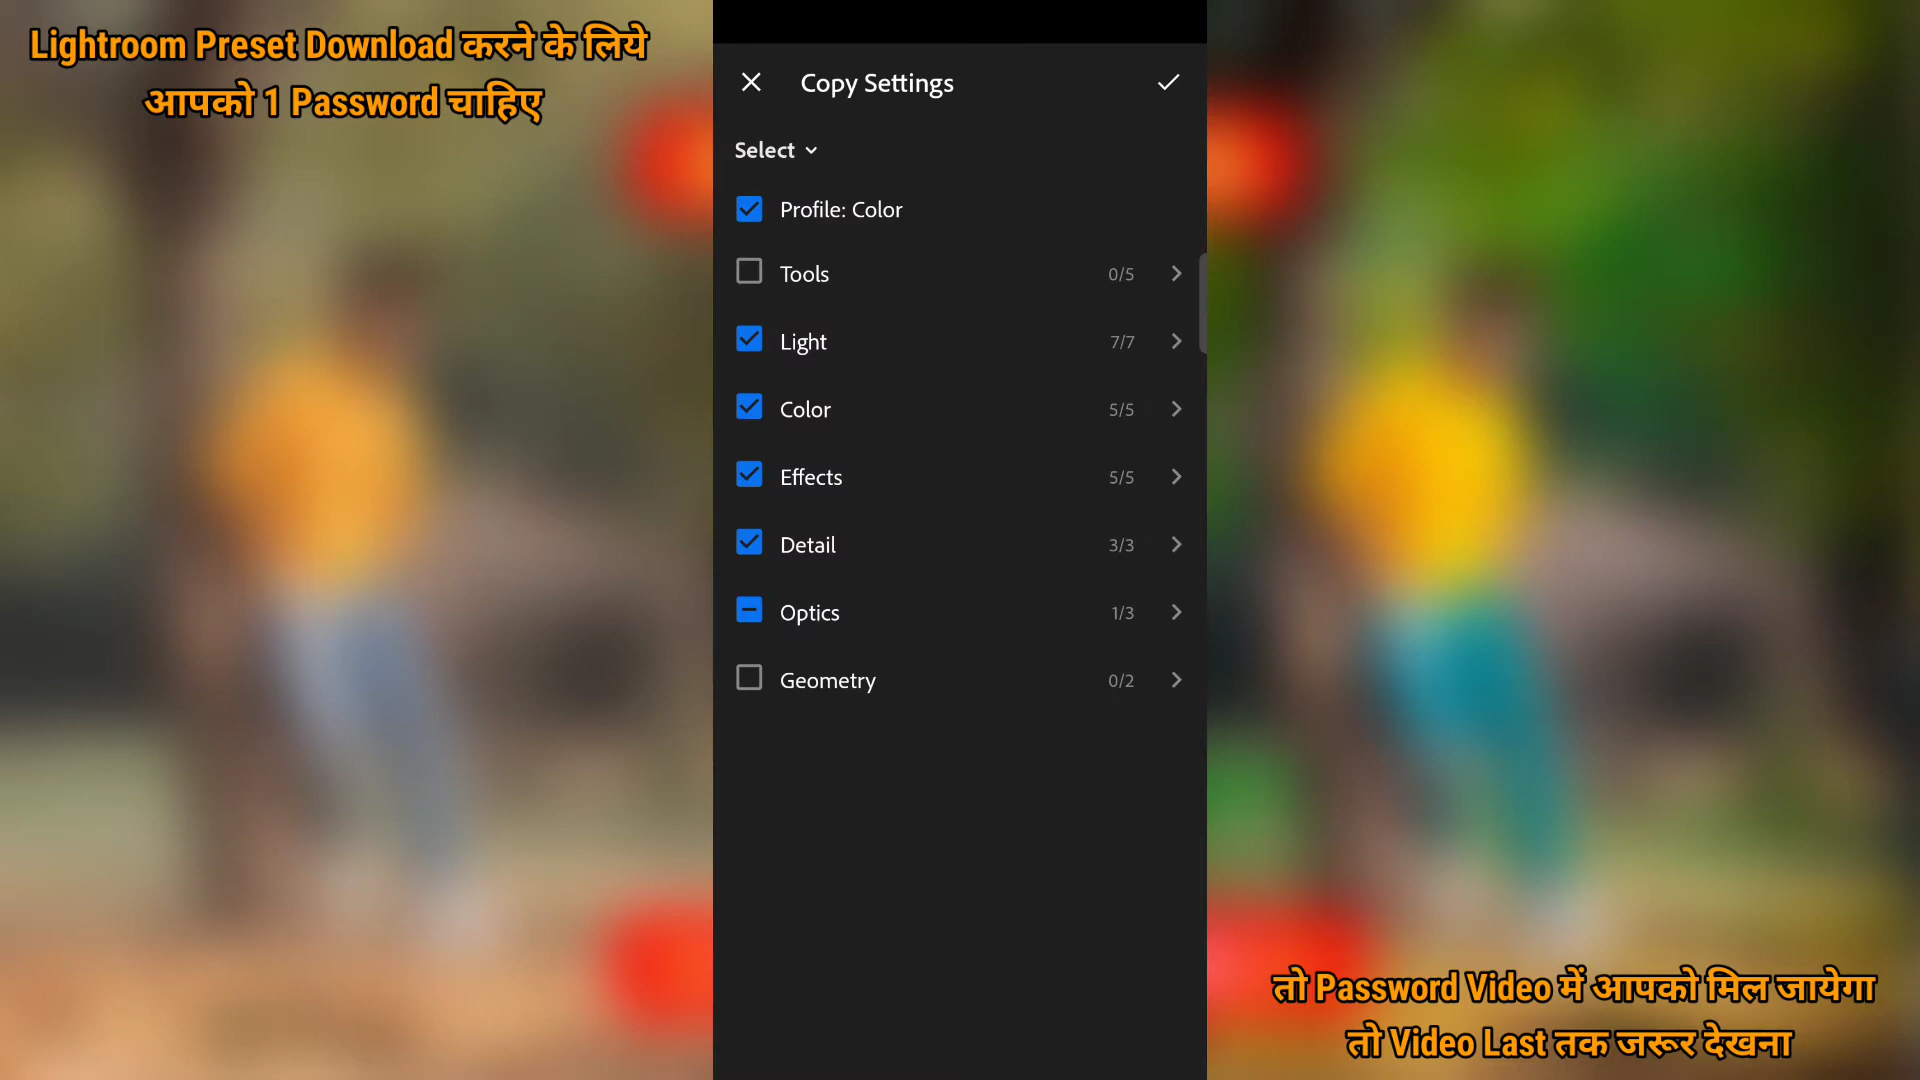 Lightroom Preset Download करने के लिये
आपको 1 Password चाहिए
Copy Settings
Select
Profile: Color
Tools 0/5
Light 7/7
Color 5/5
Effects 5/5
Detail 3/3
Optics 1/3
Geometry 0/2
तो Password Video में आपको मिल जायेगा
तो Video Last तक जरूर देखना